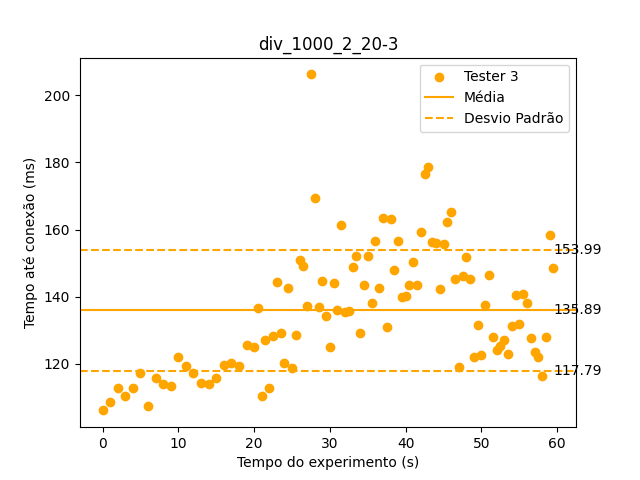 div_1000_2_20-3
Tester 3
Média
Desvio Padrão
200
180
160
140
120
153.99
135.89
117.79
Tempo até conexão (ms)
0 10 20 30 40 50 60
Tempo do experimento (s)